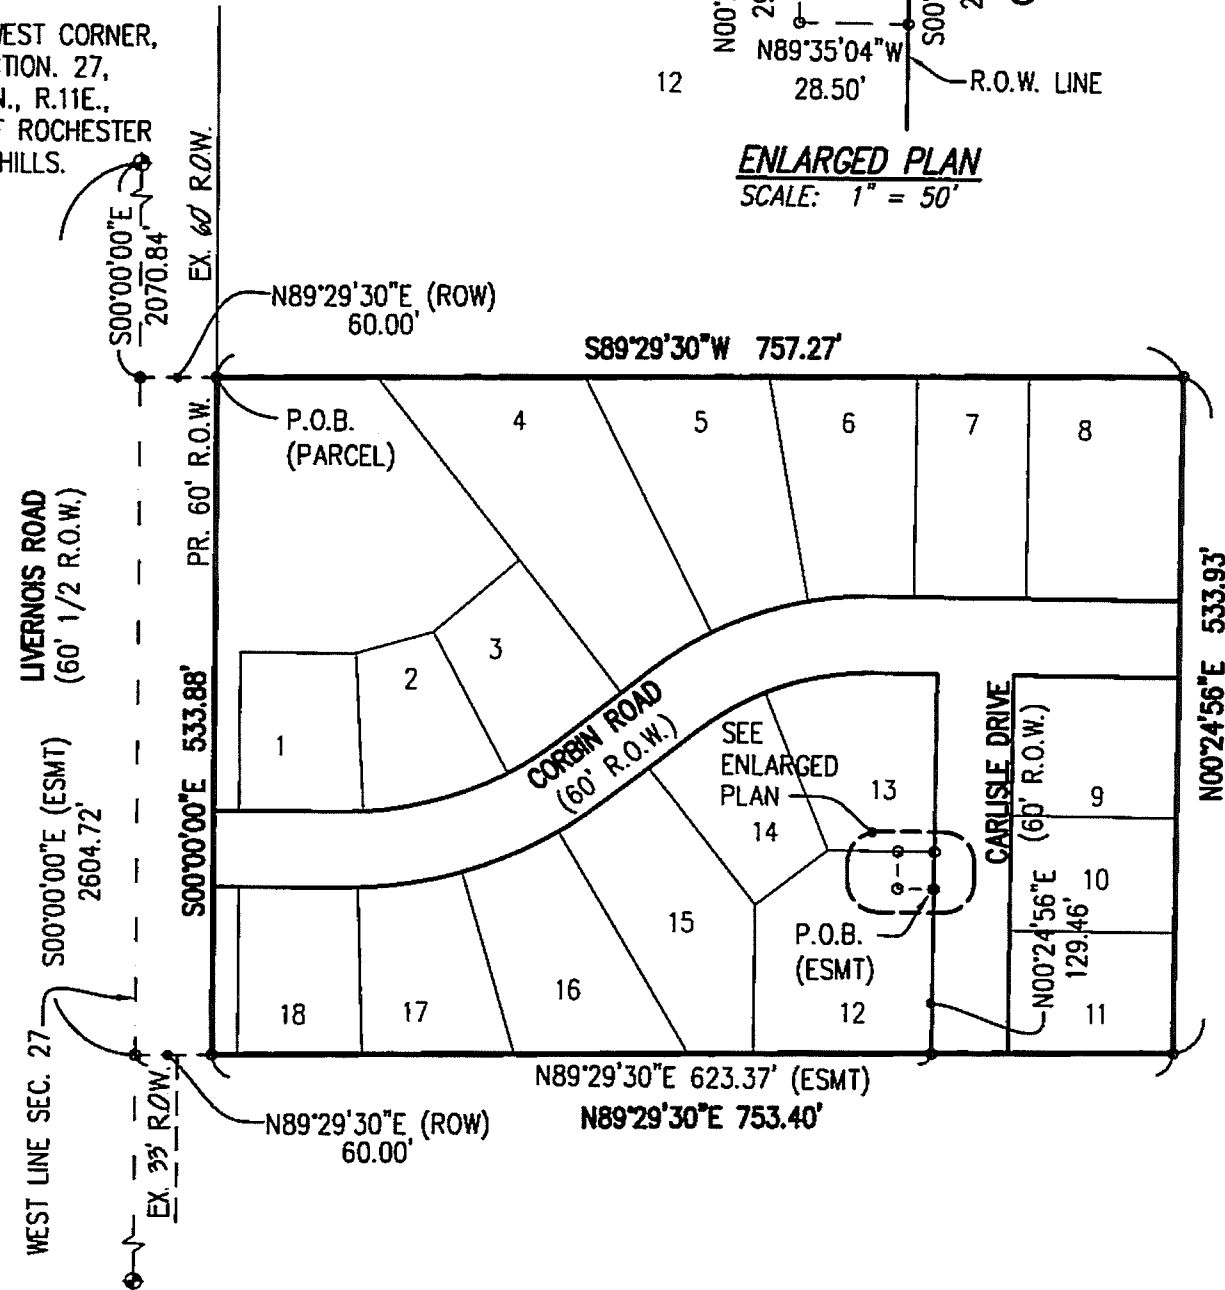 WEST CORNER,
TION. 27,
N., R.11E.,
F ROCHESTER
HILLS.
N00°
29
S00°
2
N89°35'04"W
28.50'
12
R.O.W. LINE
ENLARGED PLAN
SCALE: 1" = 50'
EX. 60' R.O.W.
S00°00'00"E
2070.84'
N89°29'30"E (ROW)
60.00'
S89°29'30"W 757.27'
P.O.B.
(PARCEL)
PR. 60' R.O.W.
4
5
6
7
8
LIVERNOIS ROAD
(60' 1/2 R.O.W.)
S00°00'00"E 533.88'
N00°24'56"E 533.93'
1
2
3
CORBIN ROAD
(60' R.O.W.)
SEE
ENLARGED
PLAN
13
14
CARLISLE DRIVE
(60' R.O.W.)
9
10
11
S00°00'00"E (ESMT)
2604.72'
P.O.B.
(ESMT)
N00°24'56"E
129.46'
15
16
17
18
12
WEST LINE SEC. 27
EX. 33' R.O.W.
N89°29'30"E 623.37' (ESMT)
N89°29'30"E 753.40'
N89°29'30"E (ROW)
60.00'